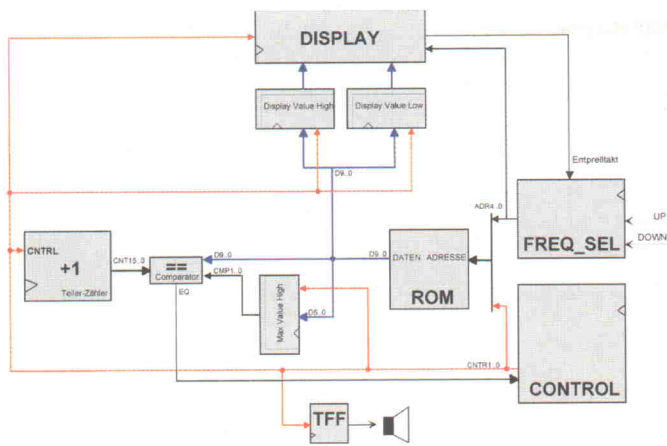 DISPLAY
Display Value High
Display Value Low
D9..0
Entprelltakt
ADR4..0
UP
DOWN
FREQ_SEL
CNTRL
+1
Teiler-Zähler
CNT15..0
D9..0
==
Comparator
CMP1..0
EQ
Max Value High
D5..0
D9..0
DATEN
ADRESSE
ROM
CNTR1..0
CONTROL
TFF